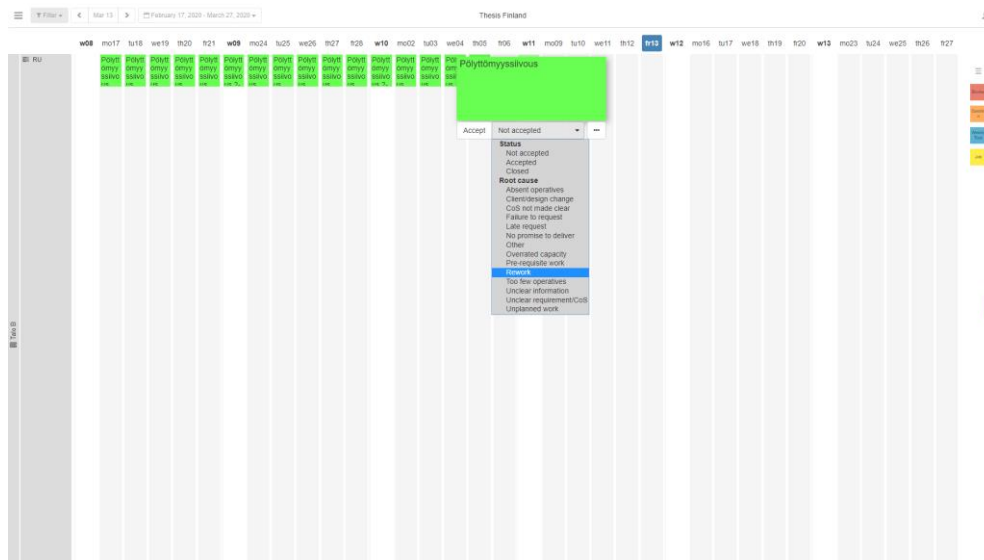 Filter
Mar 13
February 17, 2020 - March 27, 2020
Thesis Finland
w08 mo17 tu18 we19 th20 fr21 w09 mo24 tu25 we26 th27 fr28 w10 mo02 tu03 we04 th05 fr06 w11 mo09 tu10 we11 th12 fr13 w12 mo16 tu17 we18 th19 fr20 w13 mo23 tu24 we25 th26 fr27
RU
Pölyttömyyssiivous
Accept
Not accepted
Status
Not accepted
Accepted
Closed
Root cause
Absent operatives
Client/design change
CoS not made clear
Failure to request
Late request
No promise to deliver
Other
Overrated capacity
Pre-requisite work
Rework
Too few operatives
Unclear information
Unclear requirement/CoS
Unplanned work
Talo B